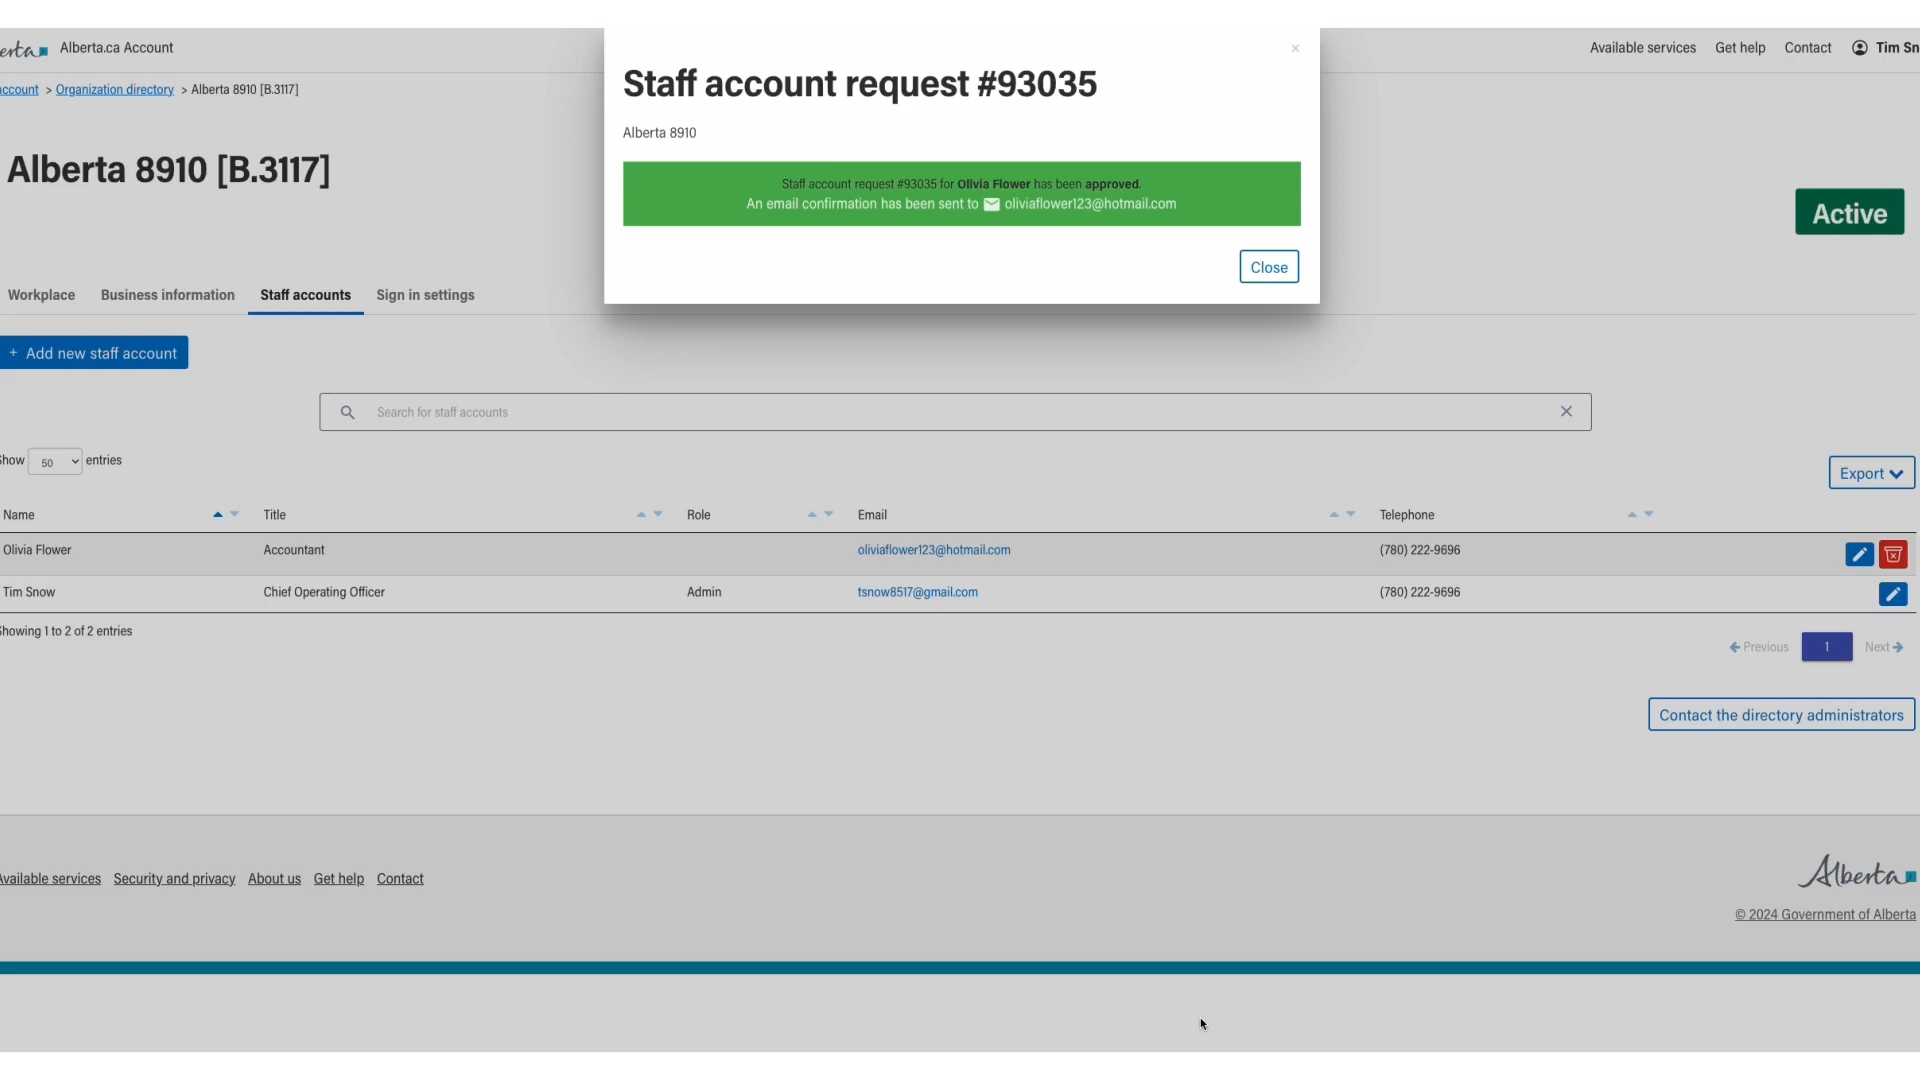 Alberta.ca Account
Available services Get help Contact Tim Sn
account > Organization directory > Alberta 8910 [B.3117]
×
Staff account request #93035
Alberta 8910
Staff account request #93035 for Olivia Flower has been approved.
An email confirmation has been sent to oliviaflower123@hotmail.com
Close
Alberta 8910 [B.3117]
Active
Workplace Business information Staff accounts Sign in settings
+ Add new staff account
Search for staff accounts
Show 50 entries
Export
Name Title Role Email Telephone
Olivia Flower Accountant oliviaflower123@hotmail.com (780) 222-9696
Tim Snow Chief Operating Officer Admin tsnow8517@gmail.com (780) 222-9696
Showing 1 to 2 of 2 entries
Previous 1 Next
Contact the directory administrators
Available services Security and privacy About us Get help Contact
Alberta
© 2024 Government of Alberta